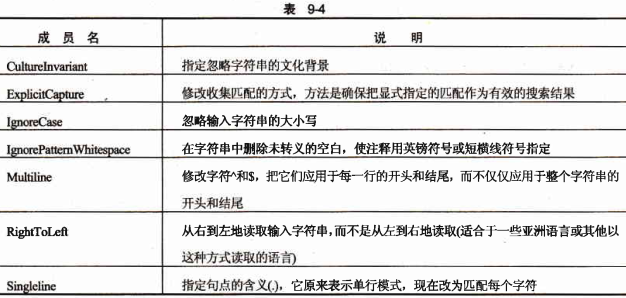 表 9-4
成 员 名 说 明
CultureInvariant 指定忽略字符串的文化背景
ExplicitCapture 修改收集匹配的方式，方法是确保把显式指定的匹配作为有效的搜索结果
IgnoreCase 忽略输入字符串的大小写
IgnorePatternWhitespace 在字符串中删除未转义的空白，使注释用英镑符号或短横线符号指定
Multiline 修改字符^和$，把它们应用于每一行的开头和结尾，而不仅仅应用于整个字符串的
开头和结尾
RightToLeft 从右到左地读取输入字符串，而不是从左到右地读取(适合于一些亚洲语言或其他以
这种方式读取的语言)
Singleline 指定句点的含义(.)，它原来表示单行模式，现在改为匹配每个字符